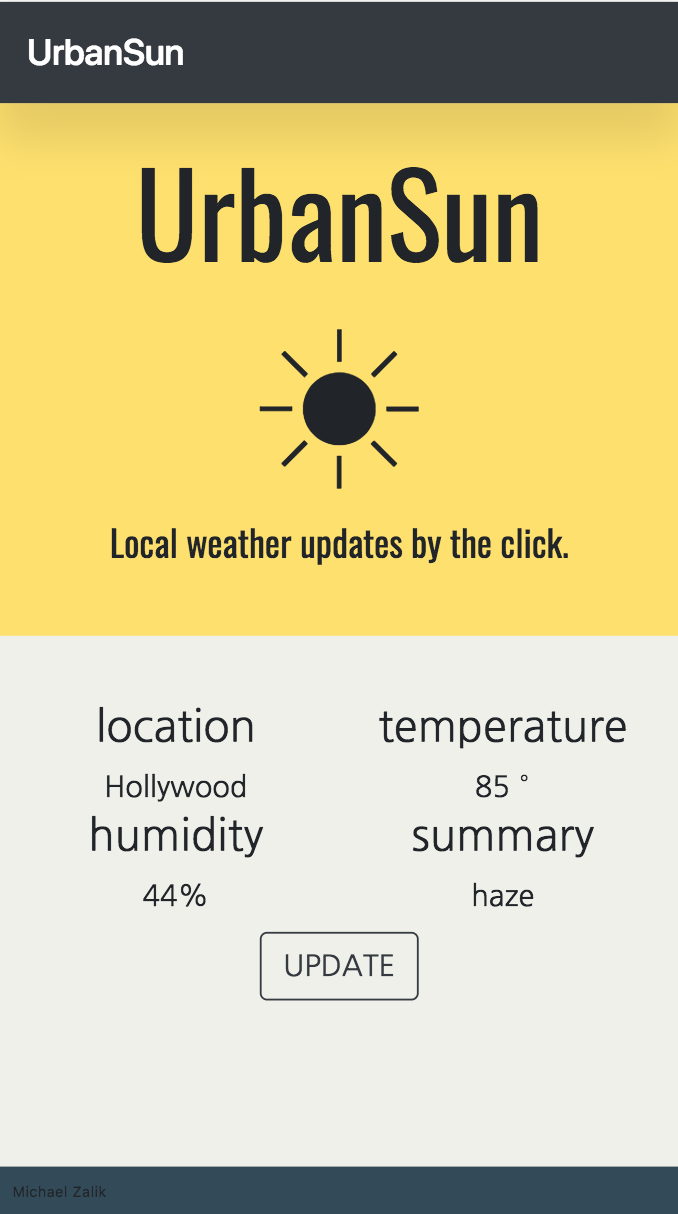 UrbanSun
UrbanSun
Local weather updates by the click.
location
temperature
Hollywood
85 °
humidity
summary
44%
haze
UPDATE
Michael Zalik